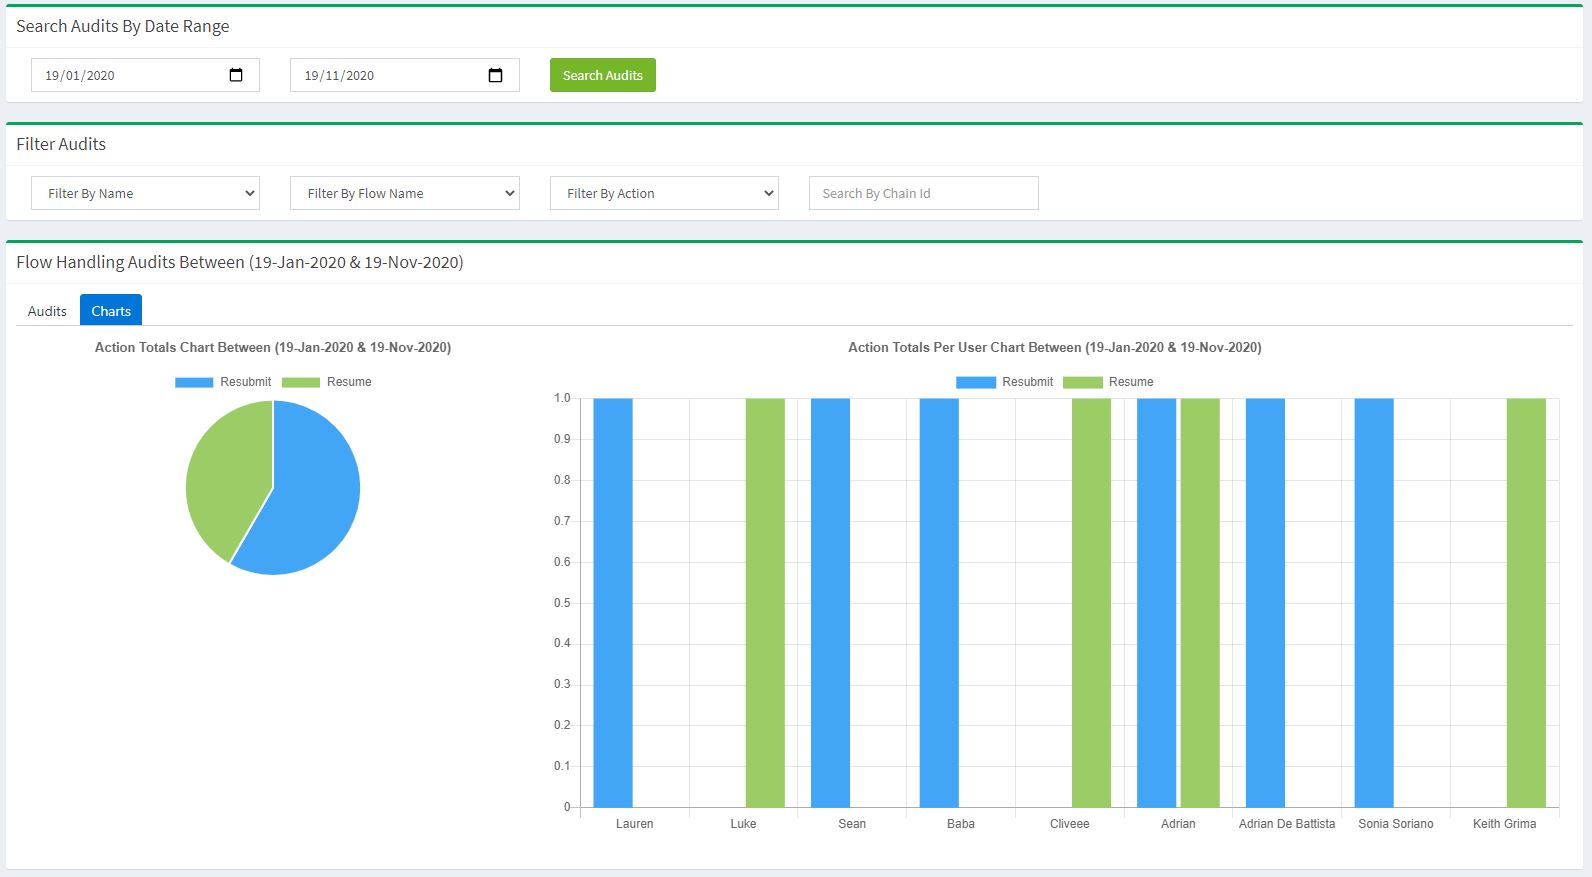 Search Audits By Date Range
19/01/2020 19/11/2020 Search Audits
Filter Audits
Filter By Name Filter By Flow Name Filter By Action Search By Chain Id
Flow Handling Audits Between (19-Jan-2020 & 19-Nov-2020)
Audits Charts
Action Totals Chart Between (19-Jan-2020 & 19-Nov-2020)
Resubmit Resume
Action Totals Per User Chart Between (19-Jan-2020 & 19-Nov-2020)
Resubmit Resume
1.0
0.9
0.8
0.7
0.6
0.5
0.4
0.3
0.2
0.1
0
Lauren Luke Sean Baba Cliveee Adrian Adrian De Battista Sonia Soriano Keith Grima